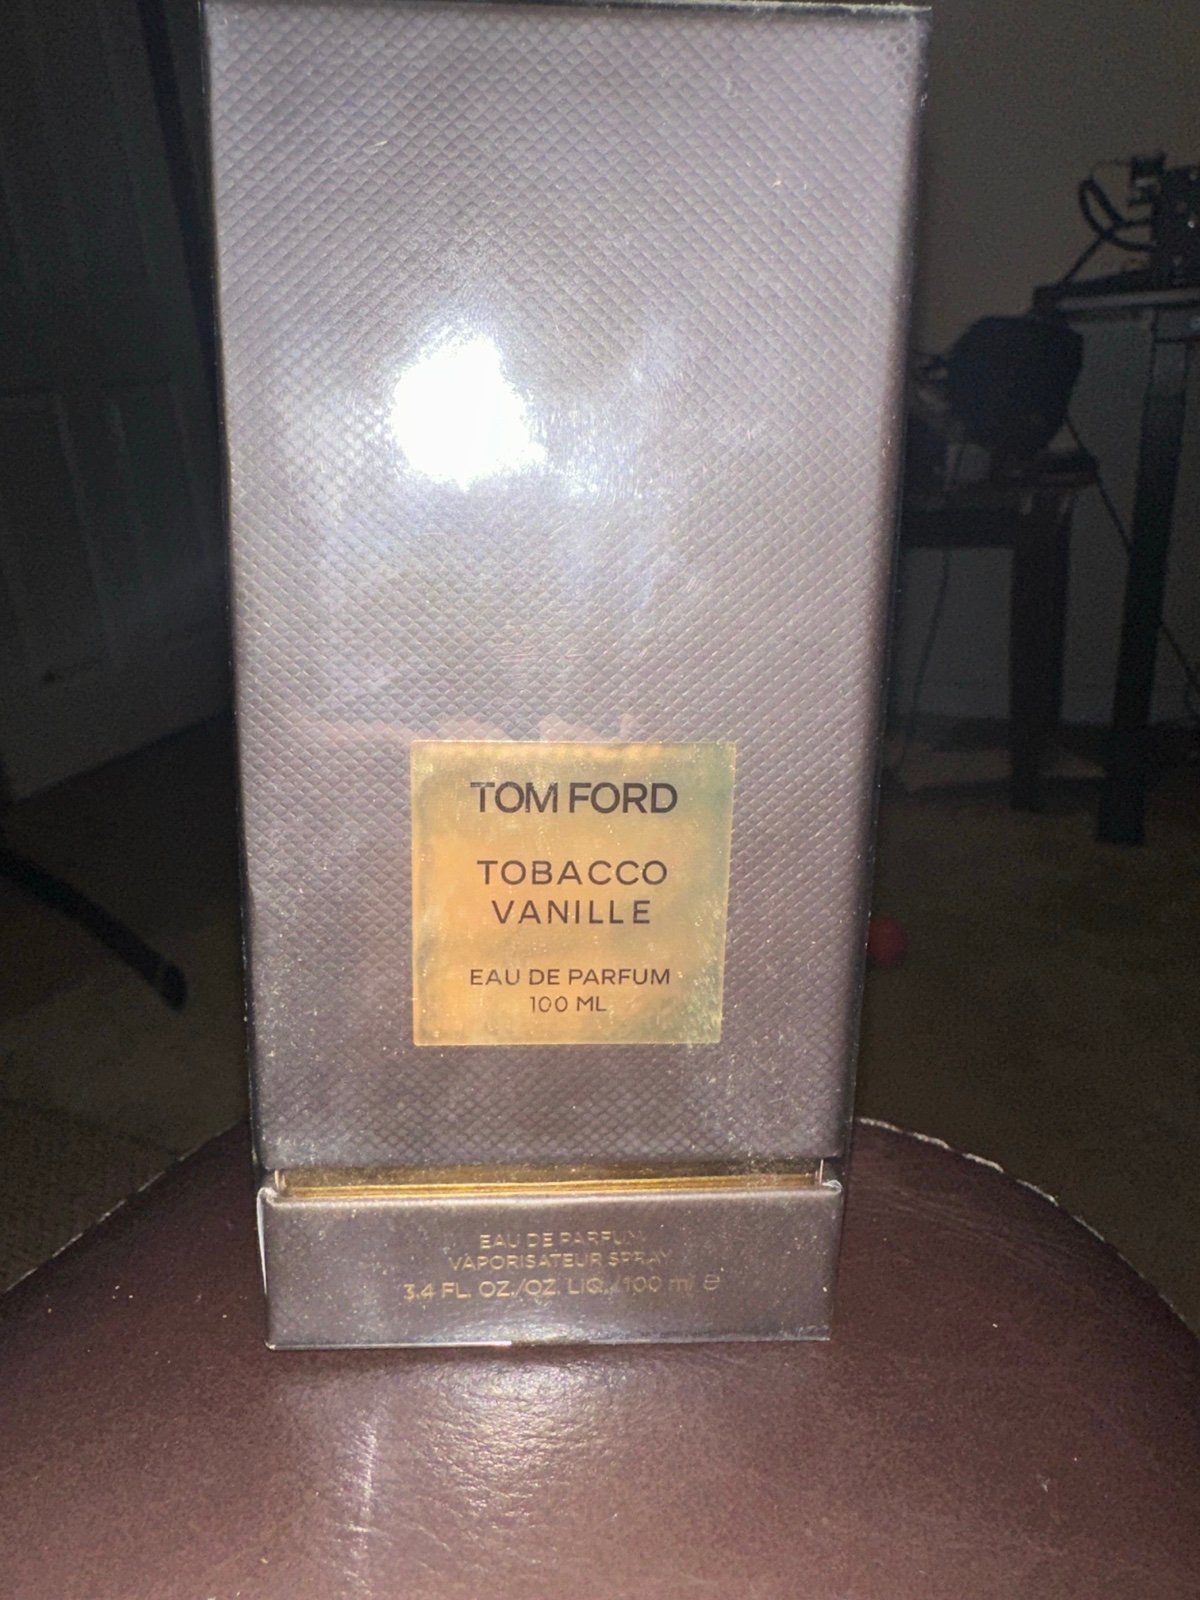 TOM FORD
TOBACCO
VANILLE
EAU DE PARFUM
100 ML
EAU DE PARFUM
VAPORISATEUR SPRAY
3.4 FL. OZ./OZ. LIQ./100 ml ℮